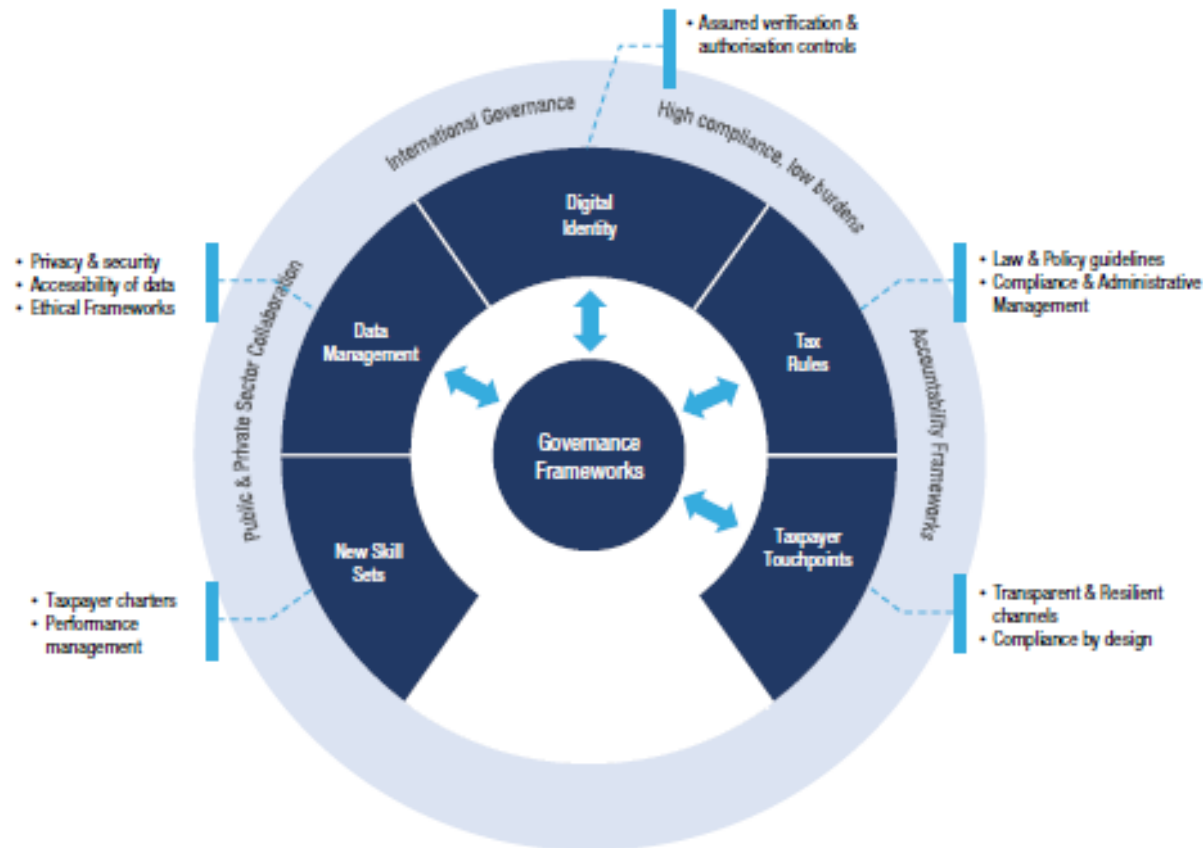 • Assured verification &
authorisation controls
International Governance
High compliance, low burdens
Digital
Identity
• Privacy & security
• Accessibility of data
• Ethical Frameworks
• Law & Policy guidelines
• Compliance & Administrative
Management
Public & Private Sector Collaboration
Data
Management
Tax
Rules
Accountability Frameworks
Governance
Frameworks
New Skill
Sets
Taxpayer
Touchpoints
• Taxpayer charters
• Performance
management
• Transparent & Resilient
channels
• Compliance by design